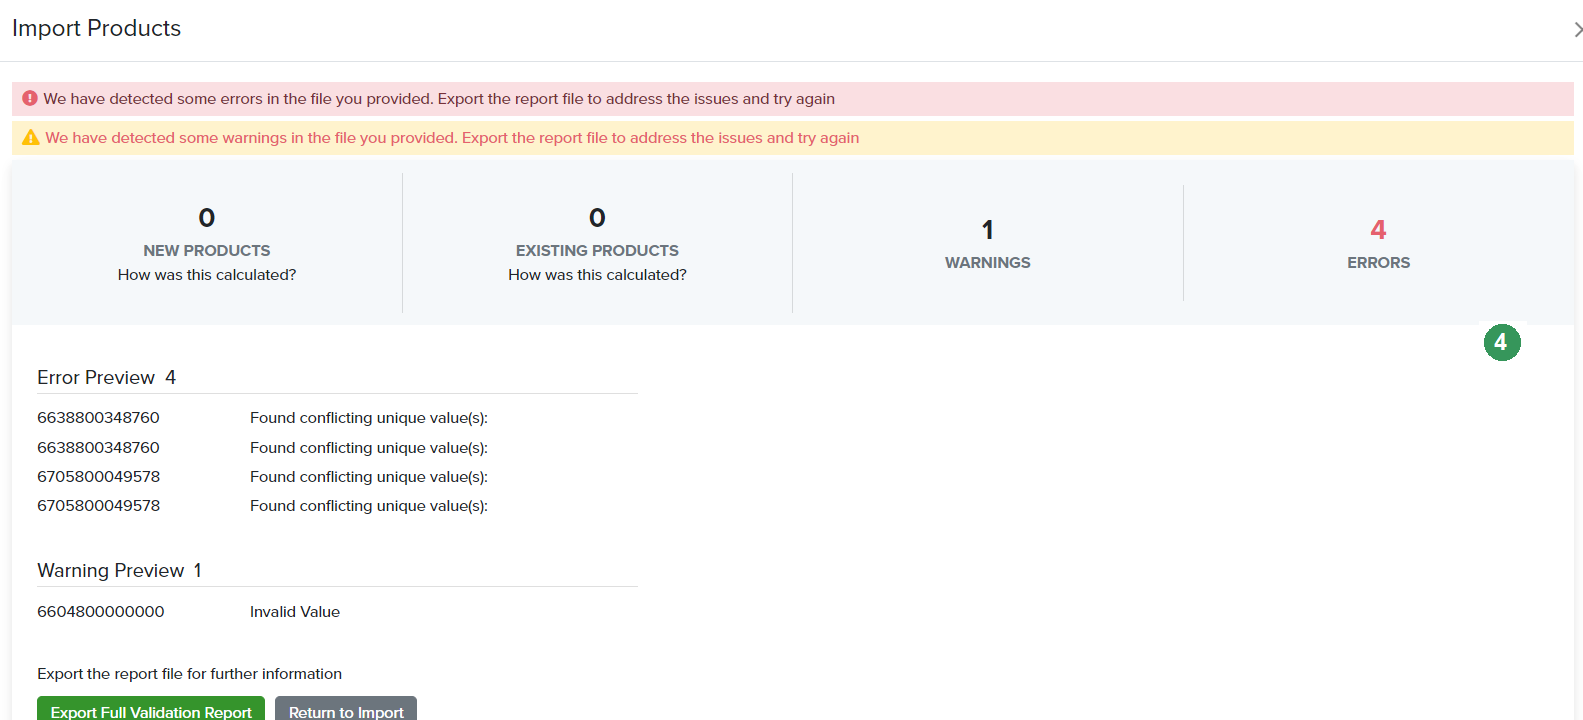 Import Products
We have detected some errors in the file you provided. Export the report file to address the issues and try again
We have detected some warnings in the file you provided. Export the report file to address the issues and try again
0
NEW PRODUCTS
How was this calculated?
0
EXISTING PRODUCTS
How was this calculated?
1
WARNINGS
4
ERRORS
4
Error Preview 4
6638800348760 Found conflicting unique value(s):
6638800348760 Found conflicting unique value(s):
6705800049578 Found conflicting unique value(s):
6705800049578 Found conflicting unique value(s):
Warning Preview 1
6604800000000 Invalid Value
Export the report file for further information
Export Full Validation Report Return to Import